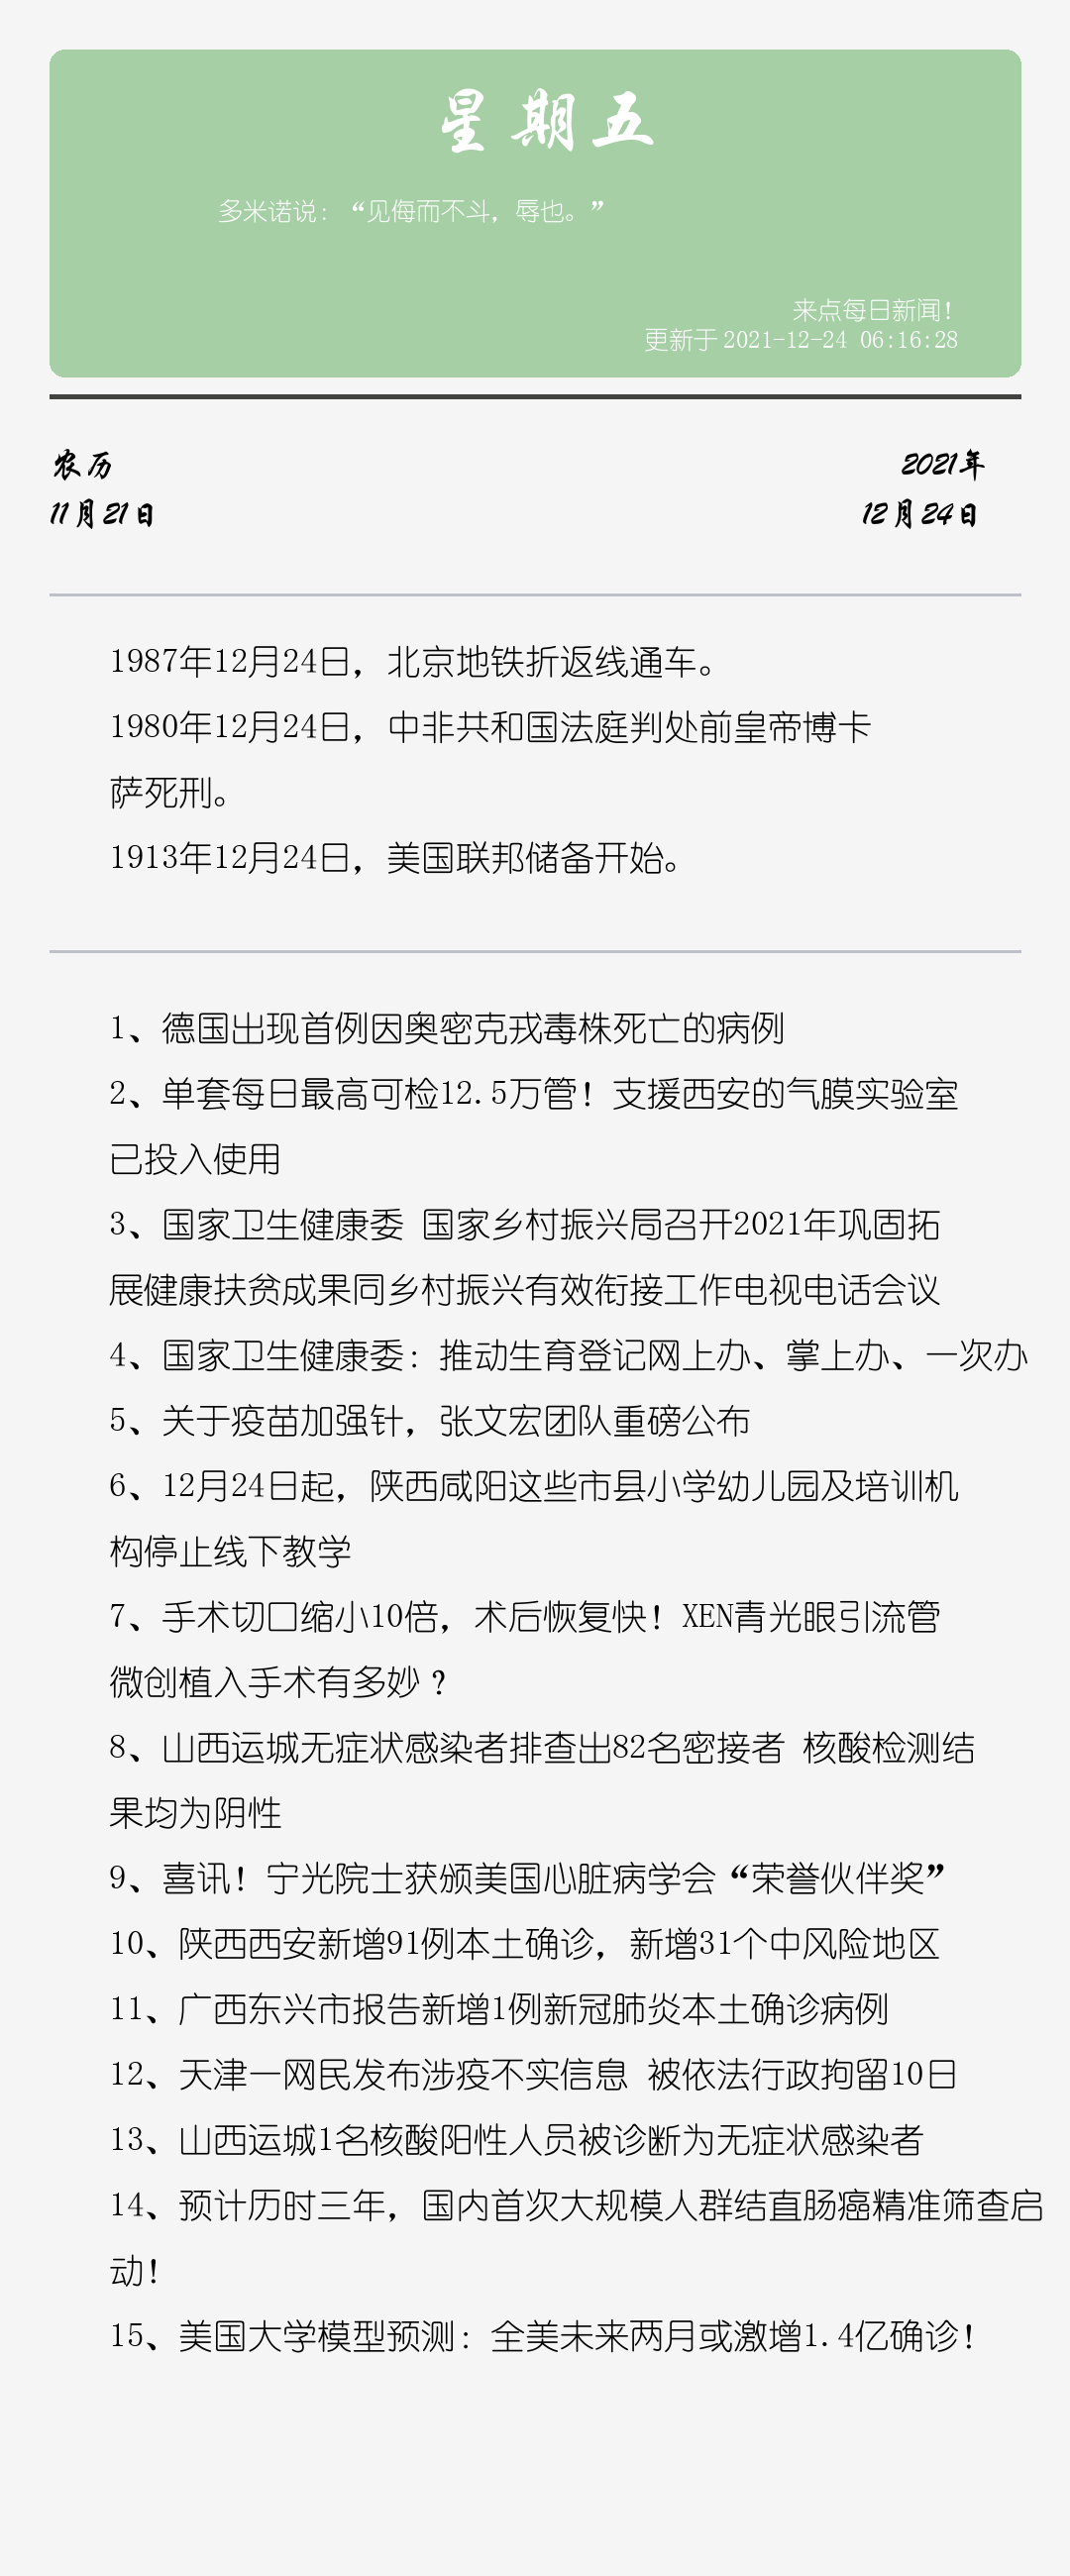 星期五
多米诺说：“见侮而不斗，辱也。”
来点每日新闻！
更新于 2021-12-24 06:16:28
农历
2021年
11月21日
12月24日
1987年12月24日，北京地铁折返线通车。
1980年12月24日，中非共和国法庭判处前皇帝博卡
萨死刑。
1913年12月24日，美国联邦储备开始。
1、德国出现首例因奥密克戎毒株死亡的病例
2、单套每日最高可检12.5万管！支援西安的气膜实验室
已投入使用
3、国家卫生健康委 国家乡村振兴局召开2021年巩固拓
展健康扶贫成果同乡村振兴有效衔接工作电视电话会议
4、国家卫生健康委：推动生育登记网上办、掌上办、一次办
5、关于疫苗加强针，张文宏团队重磅公布
6、12月24日起，陕西咸阳这些市县小学幼儿园及培训机
构停止线下教学
7、手术切口缩小10倍，术后恢复快！XEN青光眼引流管
微创植入手术有多妙？
8、山西运城无症状感染者排查出82名密接者 核酸检测结
果均为阴性
9、喜讯！宁光院士获颁美国心脏病学会“荣誉伙伴奖”
10、陕西西安新增91例本土确诊，新增31个中风险地区
11、广西东兴市报告新增1例新冠肺炎本土确诊病例
12、天津一网民发布涉疫不实信息 被依法行政拘留10日
13、山西运城1名核酸阳性人员被诊断为无症状感染者
14、预计历时三年，国内首次大规模人群结直肠癌精准筛查启
动！
15、美国大学模型预测：全美未来两月或激增1.4亿确诊！